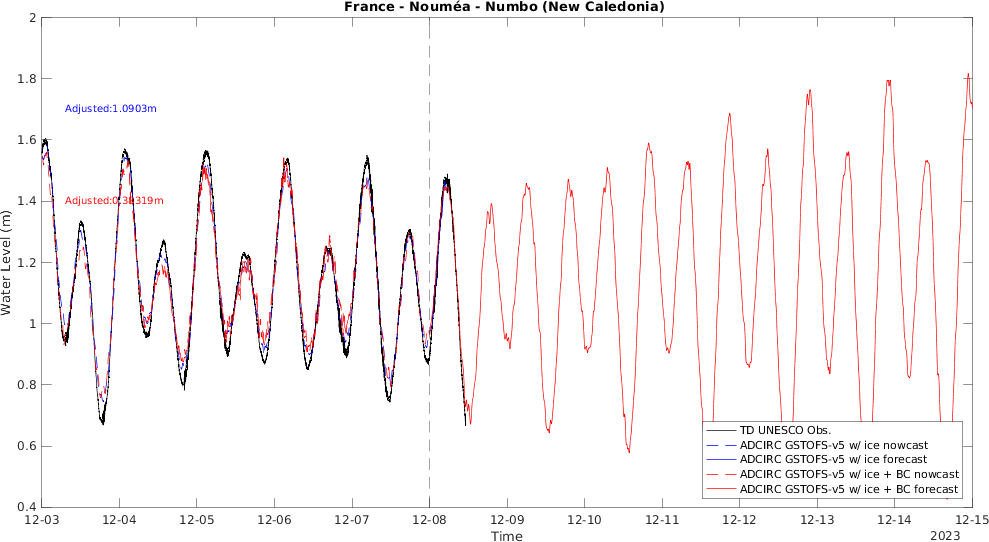 France - Nouméa - Numbo (New Caledonia)
Water Level (m)
2
1.8
1.6
1.4
1.2
1
0.8
0.6
0.4
Adjusted:1.0903m
TD UNESCO Obs.
ADCIRC GSTOFS-v5 w/ ice nowcast
ADCIRC GSTOFS-v5 w/ ice forecast
ADCIRC GSTOFS-v5 w/ ice + BC nowcast
ADCIRC GSTOFS-v5 w/ ice + BC forecast
12-03 12-04 12-05 12-06 12-07 12-08 12-09 12-10 12-11 12-12 12-13 12-14 12-15
Time
2023